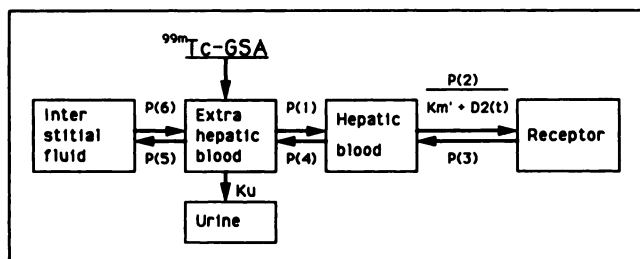 99mTc-GSA
Inter
stitial
fluid
P(6)
P(5)
Extra
hepatic
blood
P(1)
P(4)
Hepatic
blood
P(2)
Km' + D2(t)
P(3)
Receptor
Ku
Urine